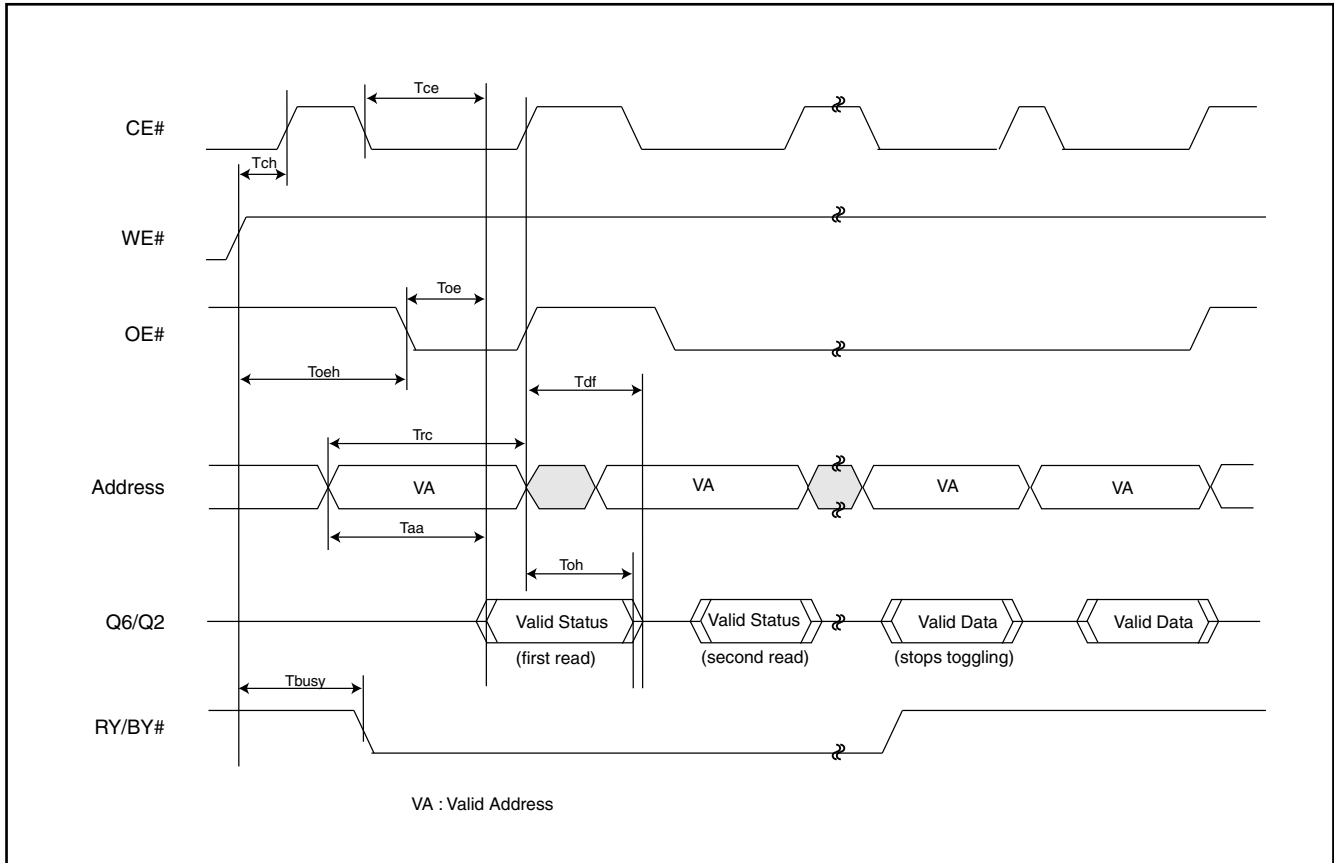 Tce
CE#
Tch
WE#
Toe
OE#
Toeh
Tdf
Trc
Address
VA
VA
VA
VA
Taa
Toh
Q6/Q2
Valid Status
Valid Status
Valid Data
Valid Data
(first read)
(second read)
(stops toggling)
Tbusy
RY/BY#
VA : Valid Address